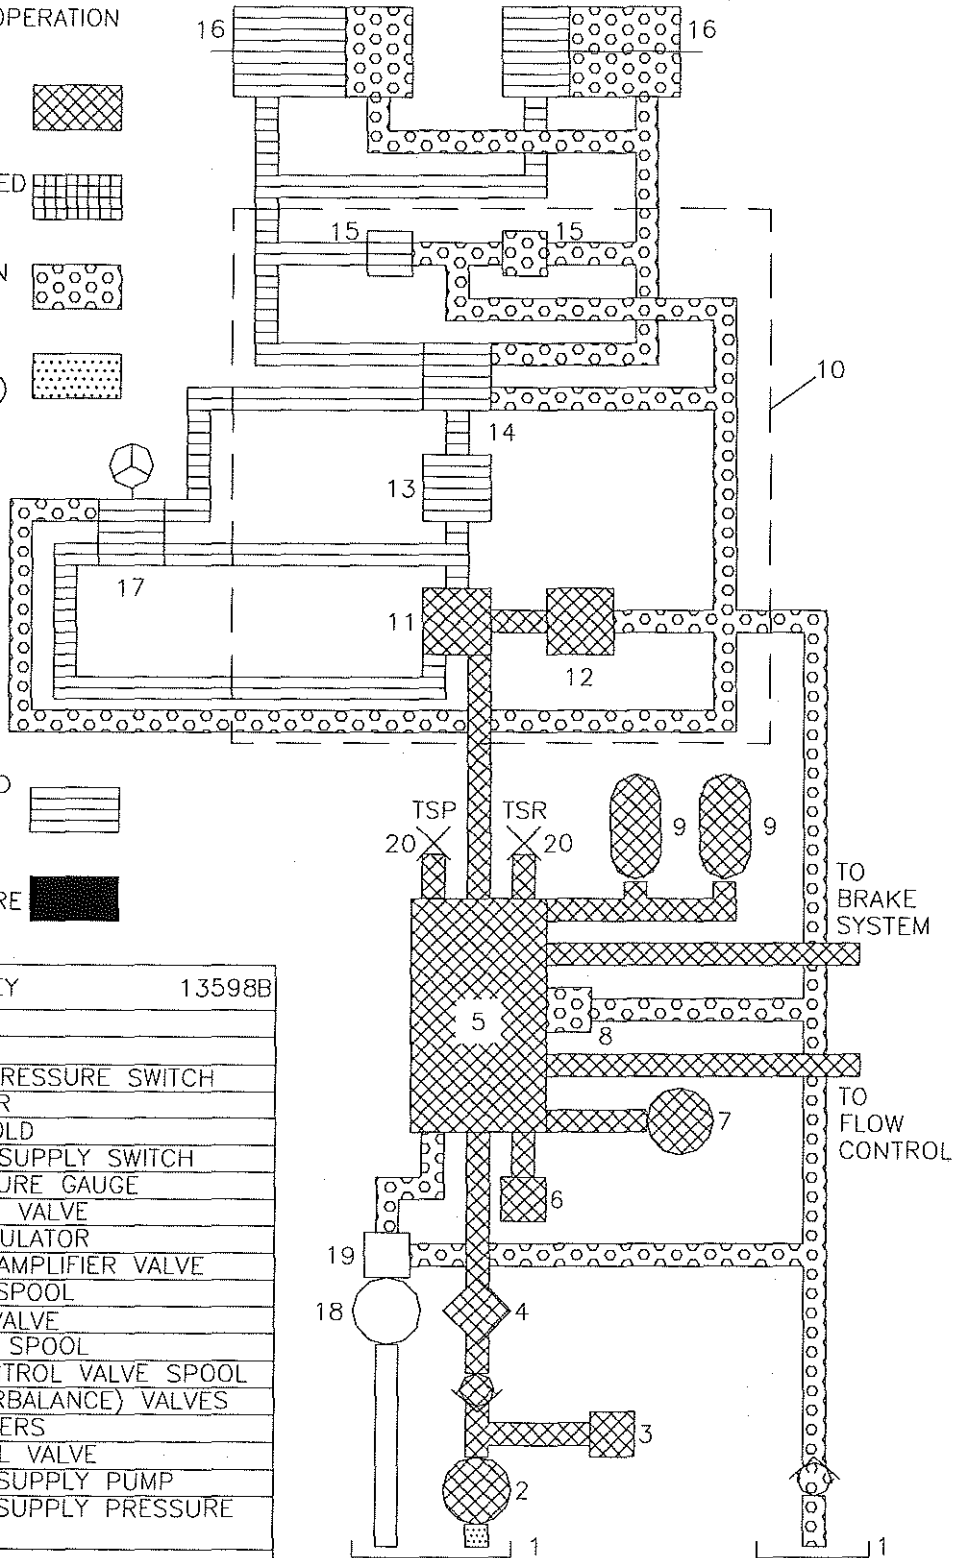 OPERATION
16
16
ED
N
15
15
)
10
14
13
17
11
12
O
TSP
TSR
20
20
9
9
RE
TO
BRAKE
SYSTEM
EY 13598B
5
8
RESSURE SWITCH
R
TO
FLOW
CONTROL
7
OLD
SUPPLY SWITCH
URE GAUGE
VALVE
6
ULATOR
AMPLIFIER VALVE
19
SPOOL
VALVE
18
4
SPOOL
TROL VALVE SPOOL
RBALANCE) VALVES
ERS
L VALVE
3
SUPPLY PUMP
2
SUPPLY PRESSURE
1
1